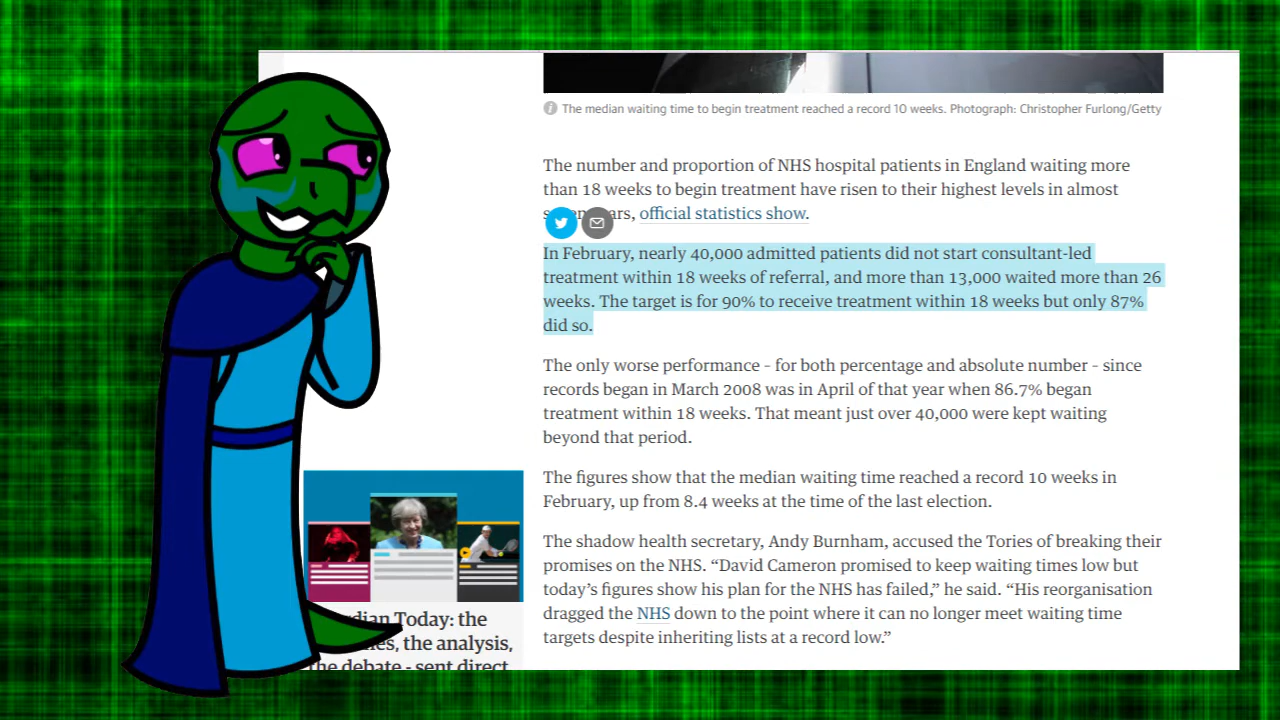 The median waiting time to begin treatment reached a record 10 weeks. Photograph: Christopher Furlong/Getty
The number and proportion of NHS hospital patients in England waiting more
than 18 weeks to begin treatment have risen to their highest levels in almost
official statistics show.
In February, nearly 40,000 admitted patients did not start consultant-led
treatment within 18 weeks of referral, and more than 13,000 waited more than 26
weeks. The target is for 90% to receive treatment within 18 weeks but only 87%
did so.
The only worse performance – for both percentage and absolute number – since
records began in March 2008 was in April of that year when 86.7% began
treatment within 18 weeks. That meant just over 40,000 were kept waiting
beyond that period.
The figures show that the median waiting time reached a record 10 weeks in
February, up from 8.4 weeks at the time of the last election.
The shadow health secretary, Andy Burnham, accused the Tories of breaking their
promises on the NHS. “David Cameron promised to keep waiting times low but
today’s figures show his plan for the NHS has failed,” he said. “His reorganisation
dragged the NHS down to the point where it can no longer meet waiting time
targets despite inheriting lists at a record low.”
Today: the
the analysis,
the debate - sent direct